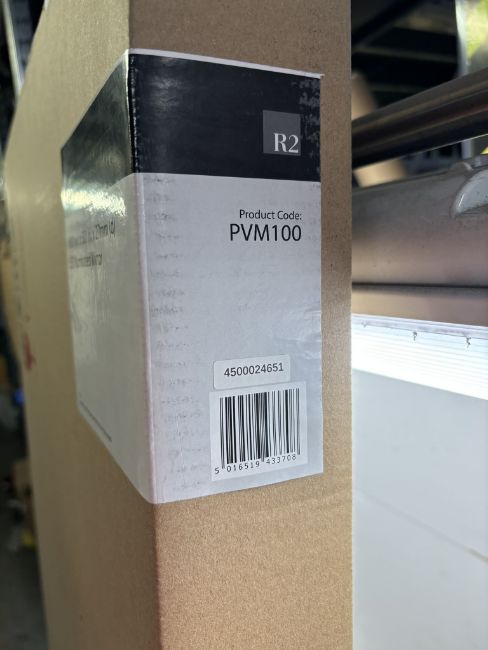 R2
Product Code:
PVM100
4500024651
5 016519 433708